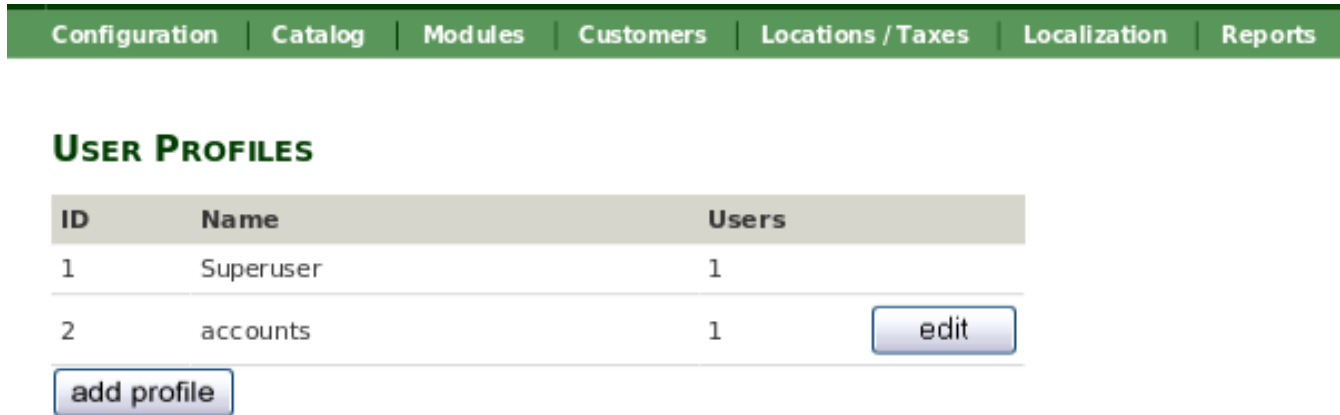 Configuration | Catalog | Modules | Customers | Locations / Taxes | Localization | Reports
USER PROFILES
ID Name Users
1 Superuser 1
2 accounts 1 edit
add profile